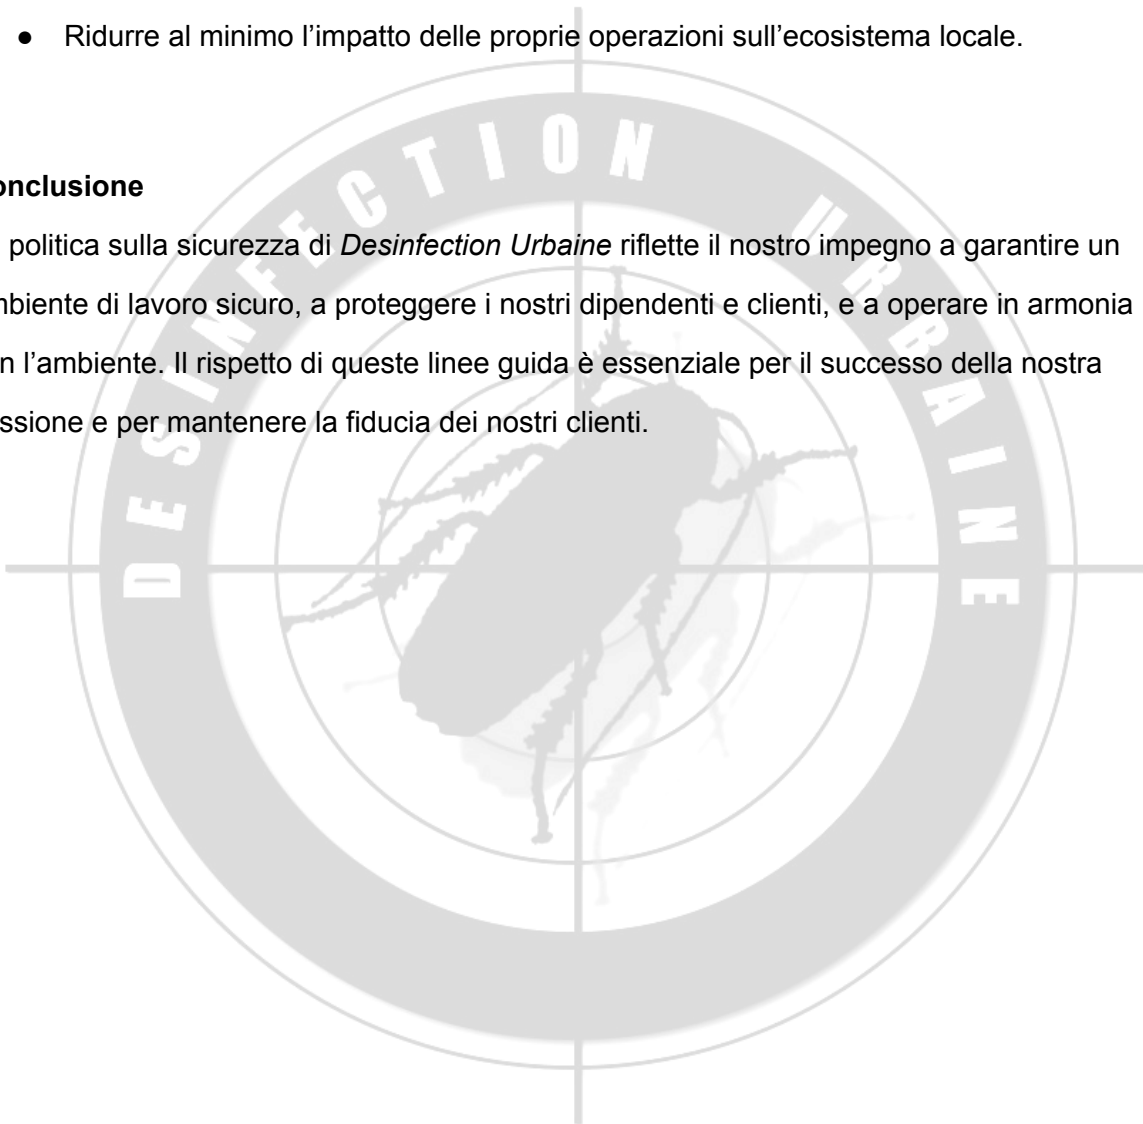 ● Ridurre al minimo l’impatto delle proprie operazioni sull’ecosistema locale.
onclusione
politica sulla sicurezza di Desinfection Urbaine riflette il nostro impegno a garantire un
mbiente di lavoro sicuro, a proteggere i nostri dipendenti e clienti, e a operare in armonia
n l’ambiente. Il rispetto di queste linee guida è essenziale per il successo della nostra
ssione e per mantenere la fiducia dei nostri clienti.
DESINFECTION URBAINE